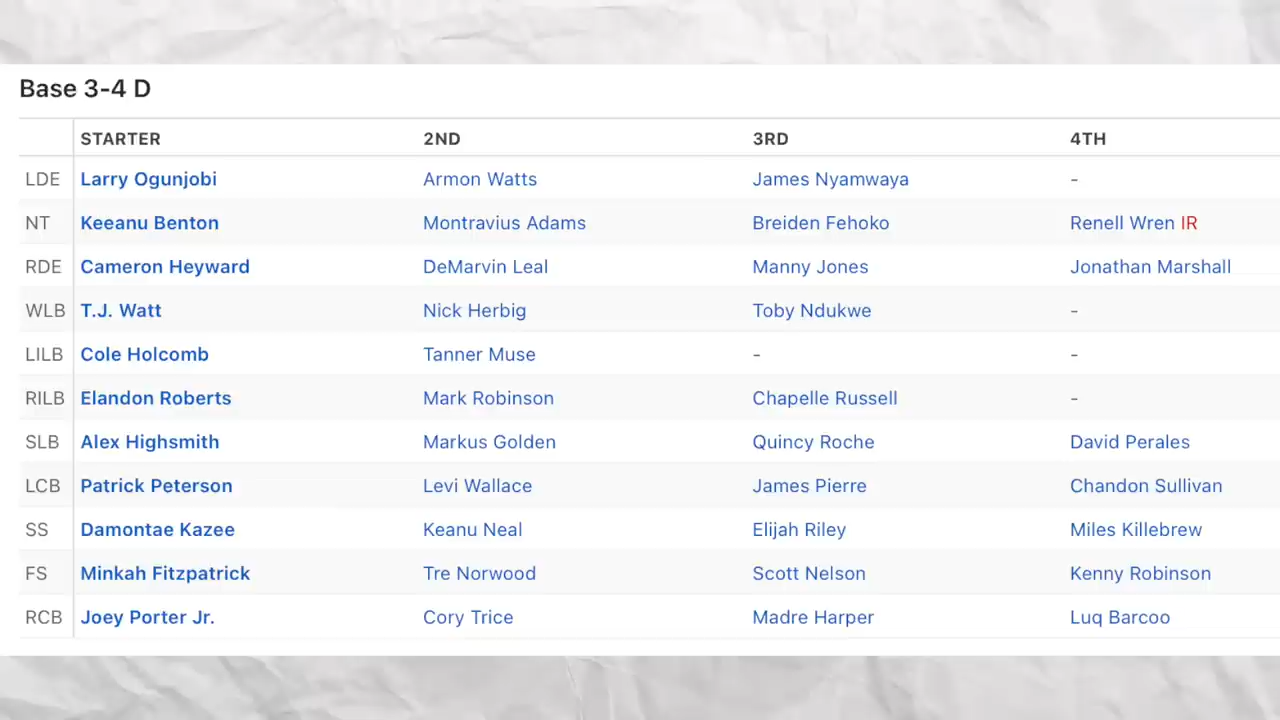 Base 3-4 D
STARTER 2ND 3RD 4TH
LDE Larry Ogunjobi Armon Watts James Nyamwaya -
NT Keeanu Benton Montravius Adams Breiden Fehoko Renell Wren IR
RDE Cameron Heyward DeMarvin Leal Manny Jones Jonathan Marshall
WLB T.J. Watt Nick Herbig Toby Ndukwe -
LILB Cole Holcomb Tanner Muse - -
RILB Elandon Roberts Mark Robinson Chapelle Russell -
SLB Alex Highsmith Markus Golden Quincy Roche David Perales
LCB Patrick Peterson Levi Wallace James Pierre Chandon Sullivan
SS Damontae Kazee Keanu Neal Elijah Riley Miles Killebrew
FS Minkah Fitzpatrick Tre Norwood Scott Nelson Kenny Robinson
RCB Joey Porter Jr. Cory Trice Madre Harper Luq Barcoo